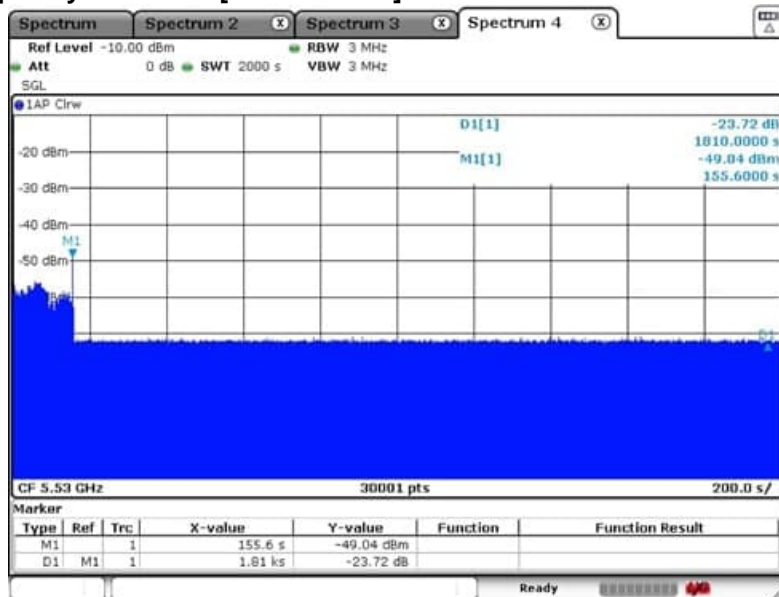 Spectrum Spectrum 2 X Spectrum 3 X Spectrum 4 X
Ref Level -10.00 dBm RBW 3 MHz
Att 0 dB SWT 2000 s VBW 3 MHz
SGL
1AP Clrw
D1[1] -23.72 dB
1810.0000 s
-20 dBm
M1[1] -49.04 dBm
155.6000 s
-30 dBm
-40 dBm
M1
-50 dBm
D1
CF 5.53 GHz 30001 pts 200.0 s/
Marker
Type Ref Trc X-value Y-value Function Function Result
M1 1 155.6 s -49.04 dBm
D1 M1 1 1.81 ks -23.72 dB
Ready